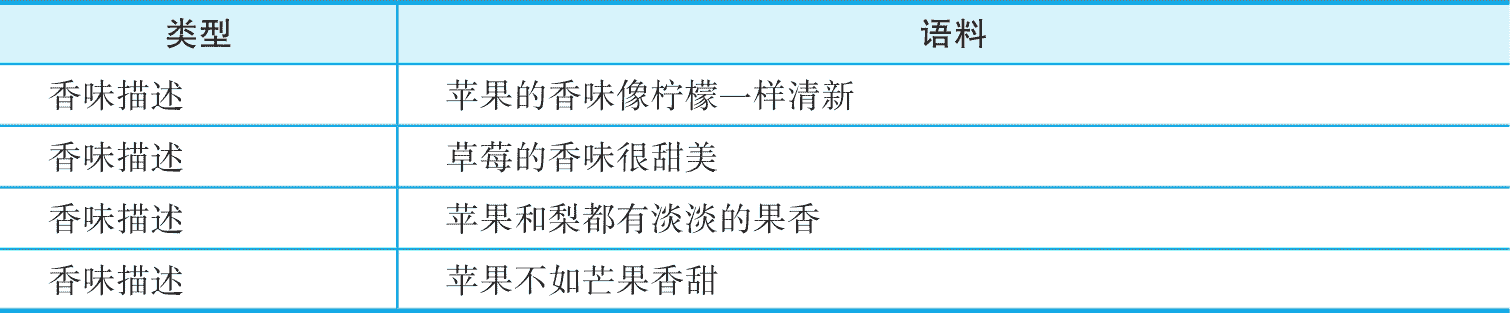 类型 语料
香味描述 苹果的香味像柠檬一样清新
香味描述 草莓的香味很甜美
香味描述 苹果和梨都有淡淡的果香
香味描述 苹果不如芒果香甜